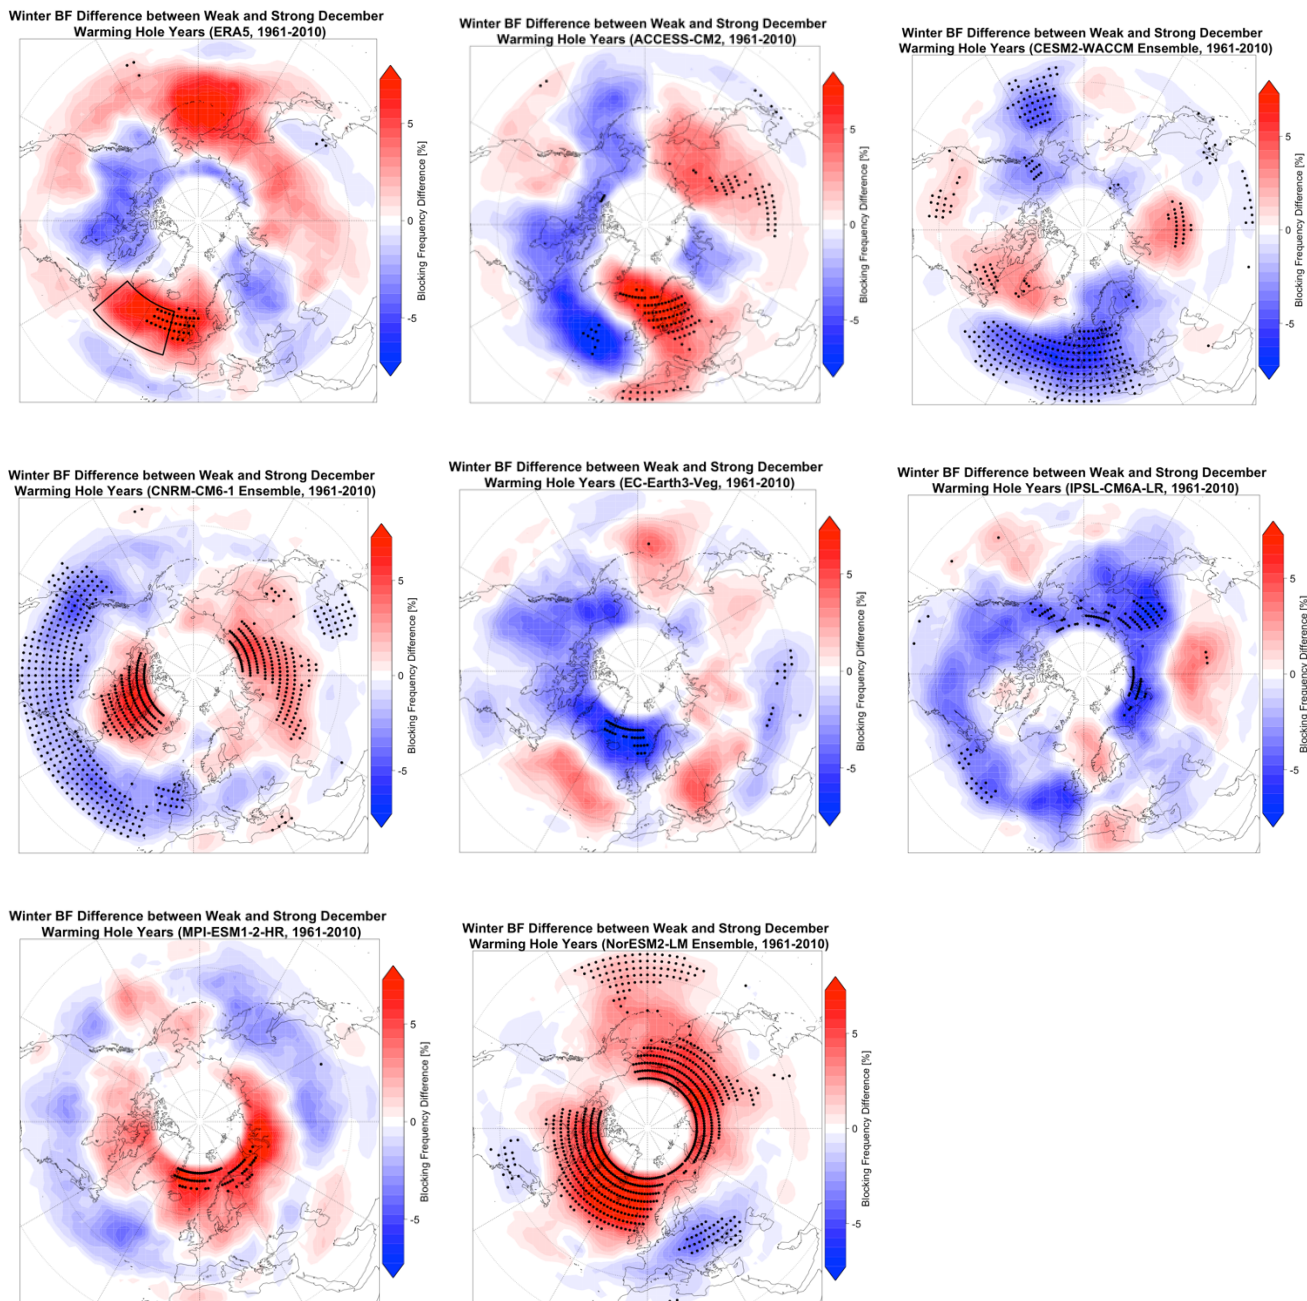 Winter BF Difference between Weak and Strong December
Warming Hole Years (ERA5, 1961-2010)
5
0
-5
Blocking Frequency Difference [%]
Winter BF Difference between Weak and Strong December
Warming Hole Years (ACCESS-CM2, 1961-2010)
5
0
-5
Blocking Frequency Difference [%]
Winter BF Difference between Weak and Strong December
Warming Hole Years (CESM2-WACCM Ensemble, 1961-2010)
5
0
-5
Blocking Frequency Difference [%]
Winter BF Difference between Weak and Strong December
Warming Hole Years (CNRM-CM6-1 Ensemble, 1961-2010)
5
0
-5
Blocking Frequency Difference [%]
Winter BF Difference between Weak and Strong December
Warming Hole Years (EC-Earth3-Veg, 1961-2010)
5
0
-5
Blocking Frequency Difference [%]
Winter BF Difference between Weak and Strong December
Warming Hole Years (IPSL-CM6A-LR, 1961-2010)
5
0
-5
Blocking Frequency Difference [%]
Winter BF Difference between Weak and Strong December
Warming Hole Years (MPI-ESM1-2-HR, 1961-2010)
5
0
-5
Blocking Frequency Difference [%]
Winter BF Difference between Weak and Strong December
Warming Hole Years (NorESM2-LM Ensemble, 1961-2010)
5
0
-5
Blocking Frequency Difference [%]